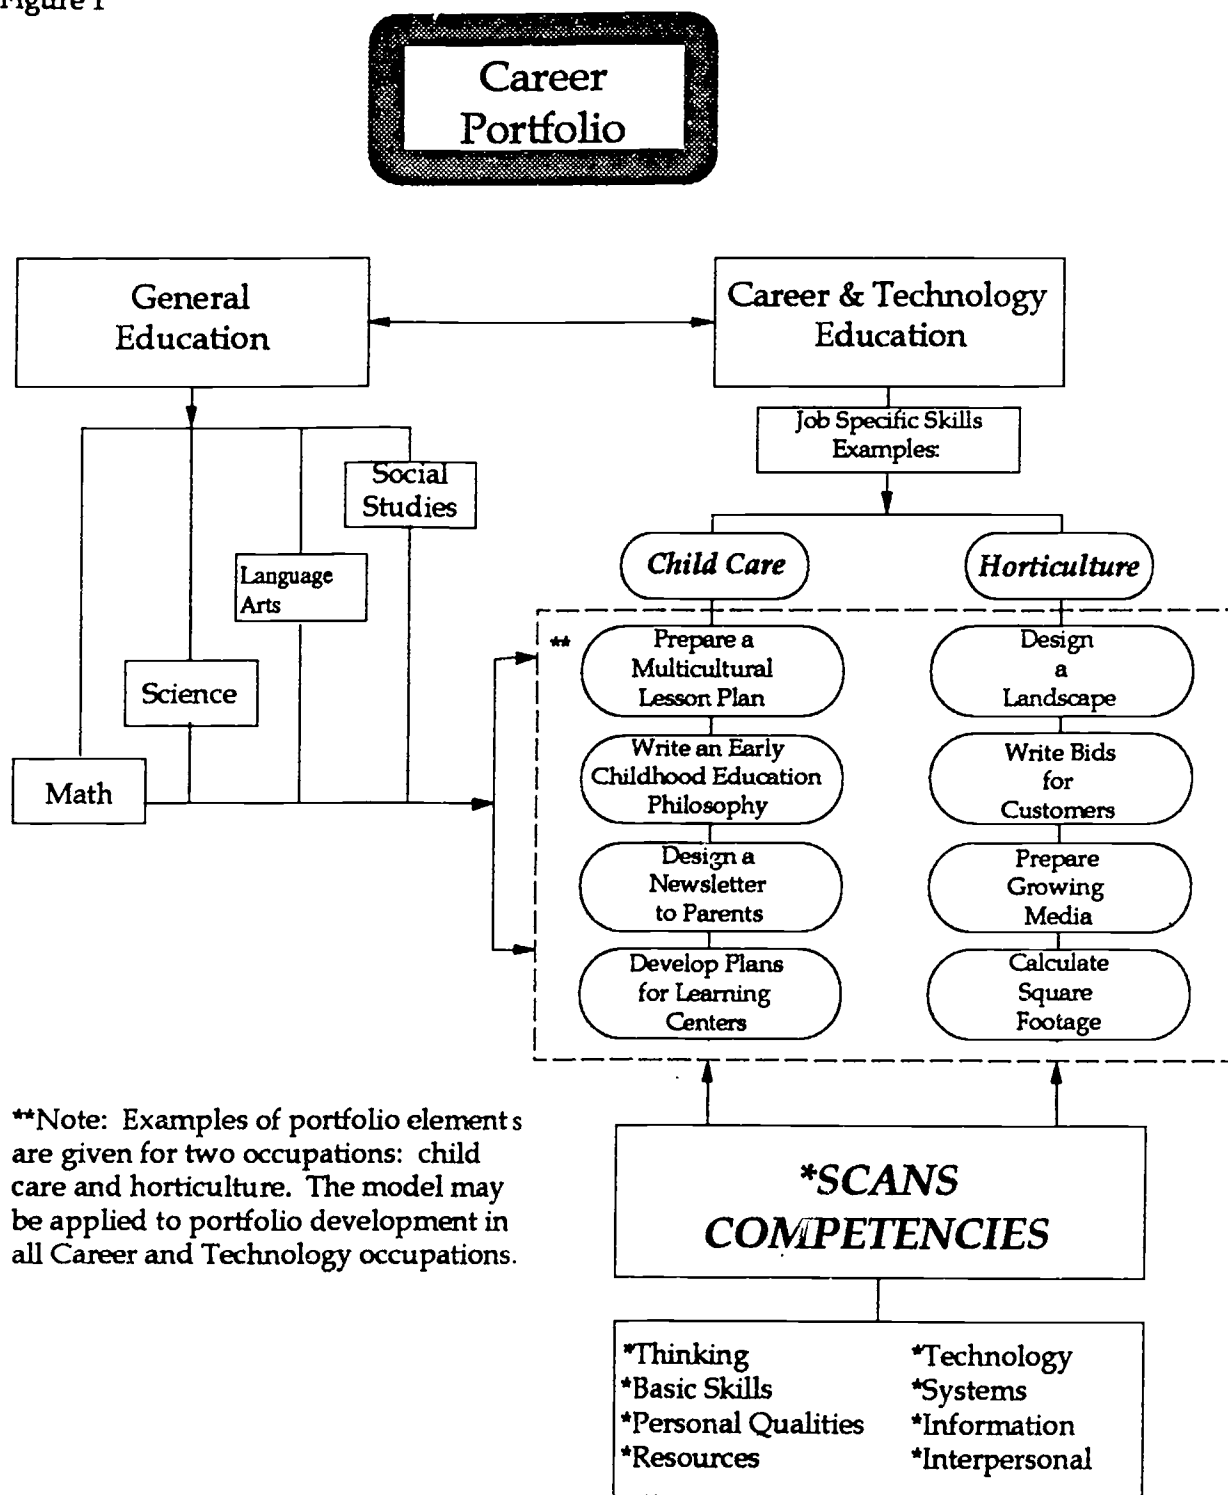 Figure 1
Career
Portfolio
General
Education
Career & Technology
Education
Job Specific Skills
Examples:
Social
Studies
Language
Arts
Science
Math
Child Care
Horticulture
**
Prepare a
Multicultural
Lesson Plan
Write an Early
Childhood Education
Philosophy
Design a
Newsletter
to Parents
Develop Plans
for Learning
Centers
Design
a
Landscape
Write Bids
for
Customers
Prepare
Growing
Media
Calculate
Square
Footage
**Note: Examples of portfolio elements
are given for two occupations: child
care and horticulture. The model may
be applied to portfolio development in
all Career and Technology occupations.
*SCANS
COMPETENCIES
*Thinking
*Basic Skills
*Personal Qualities
*Resources
*Technology
*Systems
*Information
*Interpersonal